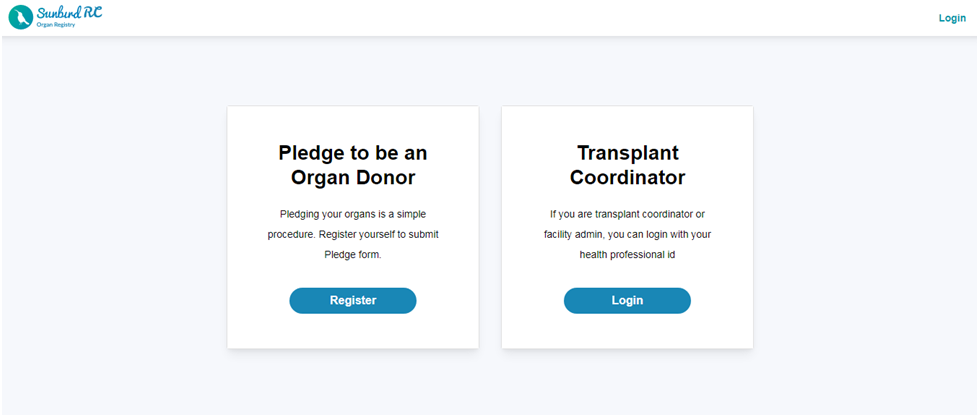 Sunbird RC
Organ Registry
Login
Pledge to be an
Organ Donor
Pledging your organs is a simple
procedure. Register yourself to submit
Pledge form.
Register
Transplant
Coordinator
If you are transplant coordinator or
facility admin, you can login with your
health professional id
Login